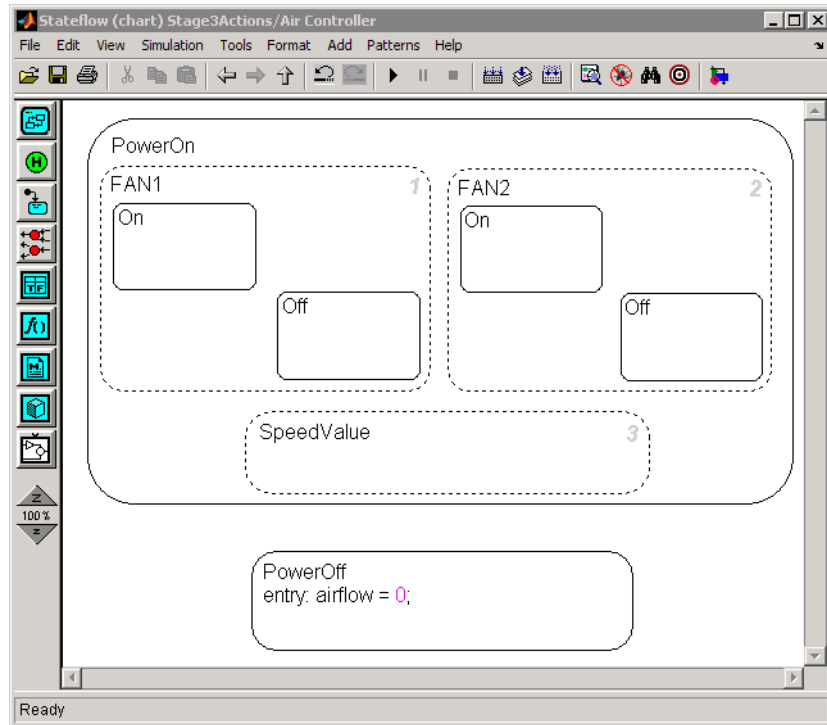 Stateflow (chart) Stage3Actions/Air Controller
File Edit View Simulation Tools Format Add Patterns Help
PowerOn
FAN1 1
FAN2 2
On
On
Off
Off
SpeedValue 3
100%
PowerOff
entry: airflow = 0;
Ready